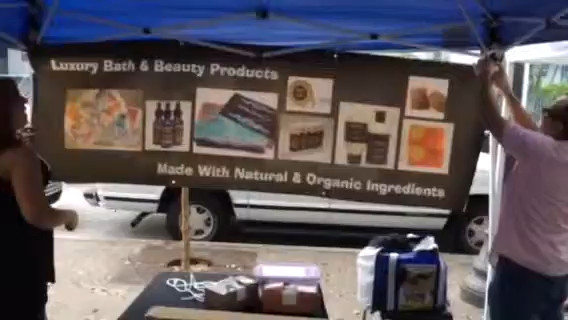 Luxury Bath & Beauty Products
Made With Natural & Organic Ingredients